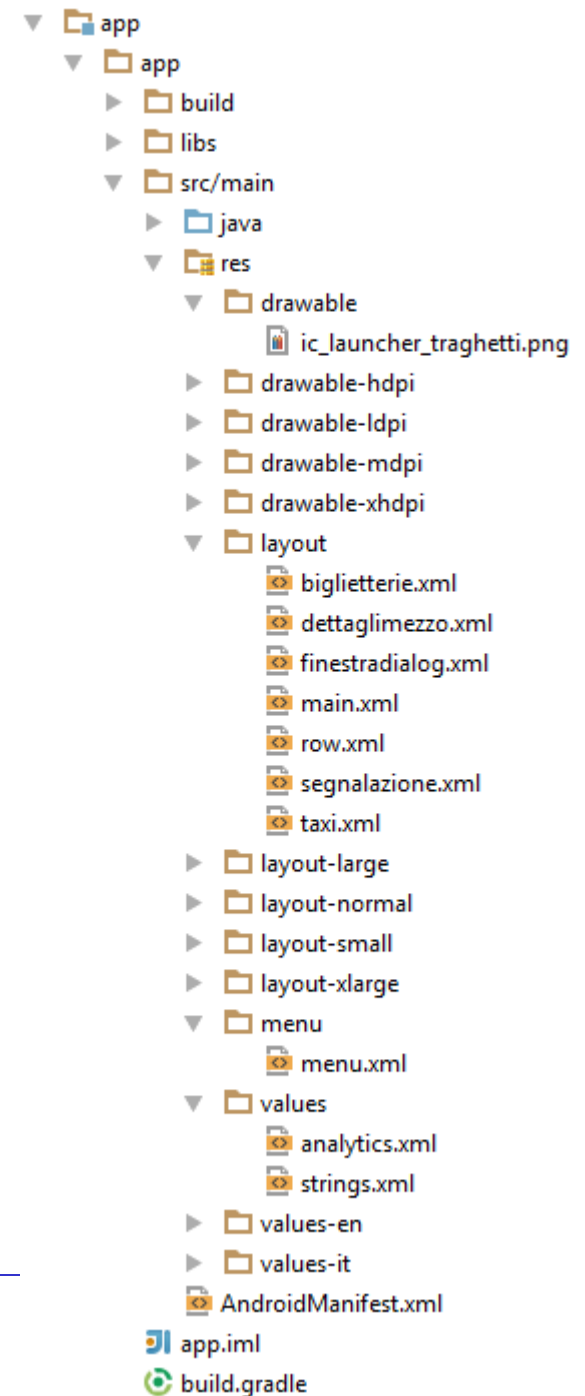 app
app
build
libs
src/main
java
res
drawable
ic_launcher_traghetti.png
drawable-hdpi
drawable-ldpi
drawable-mdpi
drawable-xhdpi
layout
biglietterie.xml
dettaglimezzo.xml
finestradialog.xml
main.xml
row.xml
segnalazione.xml
taxi.xml
layout-large
layout-normal
layout-small
layout-xlarge
menu
menu.xml
values
analytics.xml
strings.xml
values-en
values-it
AndroidManifest.xml
app.iml
build.gradle